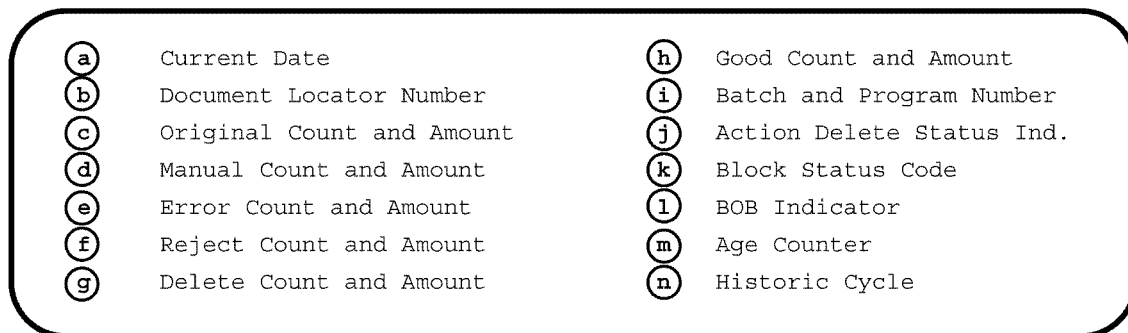 a Current Date
b Document Locator Number
c Original Count and Amount
d Manual Count and Amount
e Error Count and Amount
f Reject Count and Amount
g Delete Count and Amount
h Good Count and Amount
i Batch and Program Number
j Action Delete Status Ind.
k Block Status Code
l BOB Indicator
m Age Counter
n Historic Cycle